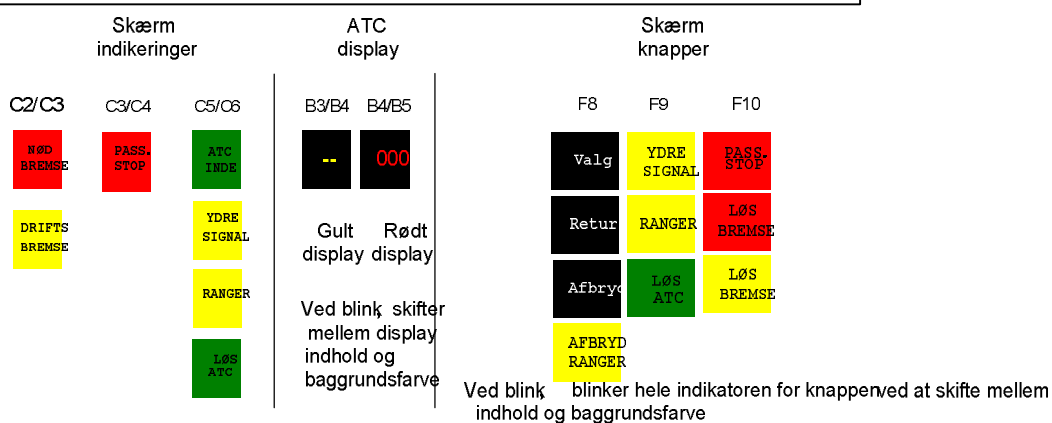 Skærm
indikeringer
ATC
display
Skærm
knapper
C2/C3
C3/C4
C5/C6
B3/B4
B4/B5
F8
F9
F10
NØD
BREMSE
PASS.
STOP
ATC
INDE
--
000
Valg
YDRE
SIGNAL
PASS.
STOP
DRIFTS
BREMSE
YDRE
SIGNAL
Gult
display
Rødt
display
Retur
RANGER
LØS
BREMSE
RANGER
Ved blink, skifter
mellem display
indhold og
baggrundsfarve
Afbryd
LØS
ATC
LØS
BREMSE
LØS
ATC
AFBRYD
RANGER
Ved blink, blinker hele indikatoren for knappen ved at skifte mellem
indhold og baggrundsfarve